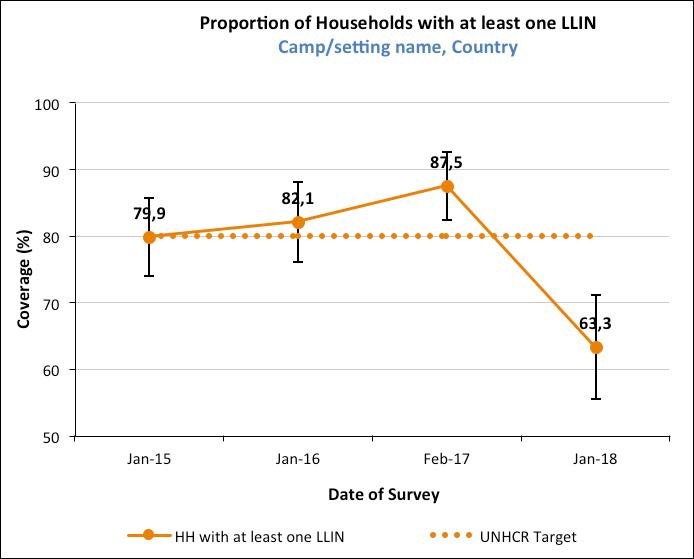 Proportion of Households with at least one LLIN
Camp/setting name, Country
Coverage (%)
100
90
80
70
60
50
79,9
82,1
87,5
63,3
Jan-15
Jan-16
Feb-17
Jan-18
Date of Survey
HH with at least one LLIN
UNHCR Target